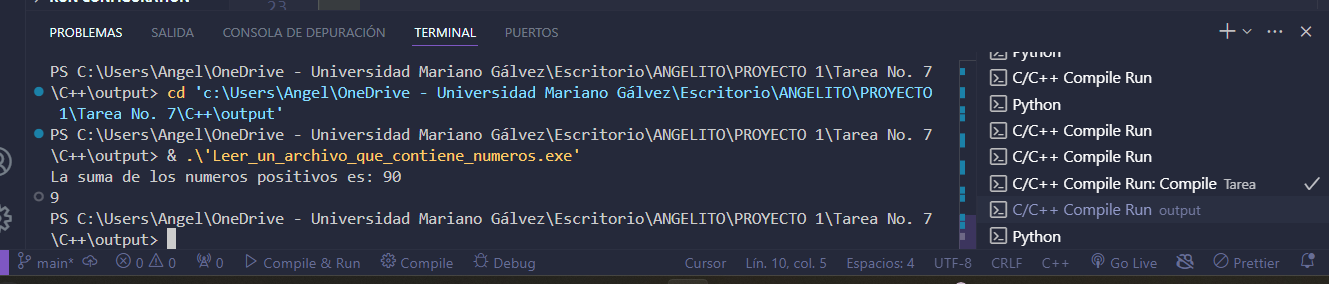 RUN CONFIGURATION
23
PROBLEMAS SALIDA CONSOLA DE DEPURACIÓN TERMINAL PUERTOS
PS C:\Users\Angel\OneDrive - Universidad Mariano Gálvez\Escritorio\ANGELITO\PROYECTO 1\Tarea No. 7
\C++\output> cd 'c:\Users\Angel\OneDrive - Universidad Mariano Gálvez\Escritorio\ANGELITO\PROYECTO
1\Tarea No. 7\C++\output'
PS C:\Users\Angel\OneDrive - Universidad Mariano Gálvez\Escritorio\ANGELITO\PROYECTO 1\Tarea No. 7
\C++\output> & .\'Leer_un_archivo_que_contiene_numeros.exe'
La suma de los numeros positivos es: 90
9
PS C:\Users\Angel\OneDrive - Universidad Mariano Gálvez\Escritorio\ANGELITO\PROYECTO 1\Tarea No. 7
\C++\output>
Python
C/C++ Compile Run
Python
C/C++ Compile Run
C/C++ Compile Run
C/C++ Compile Run: Compile Tarea
C/C++ Compile Run output
Python
main* 0 0 0 Compile & Run Compile Debug Cursor Lín. 10, col. 5 Espacios: 4 UTF-8 CRLF C++ Go Live Prettier